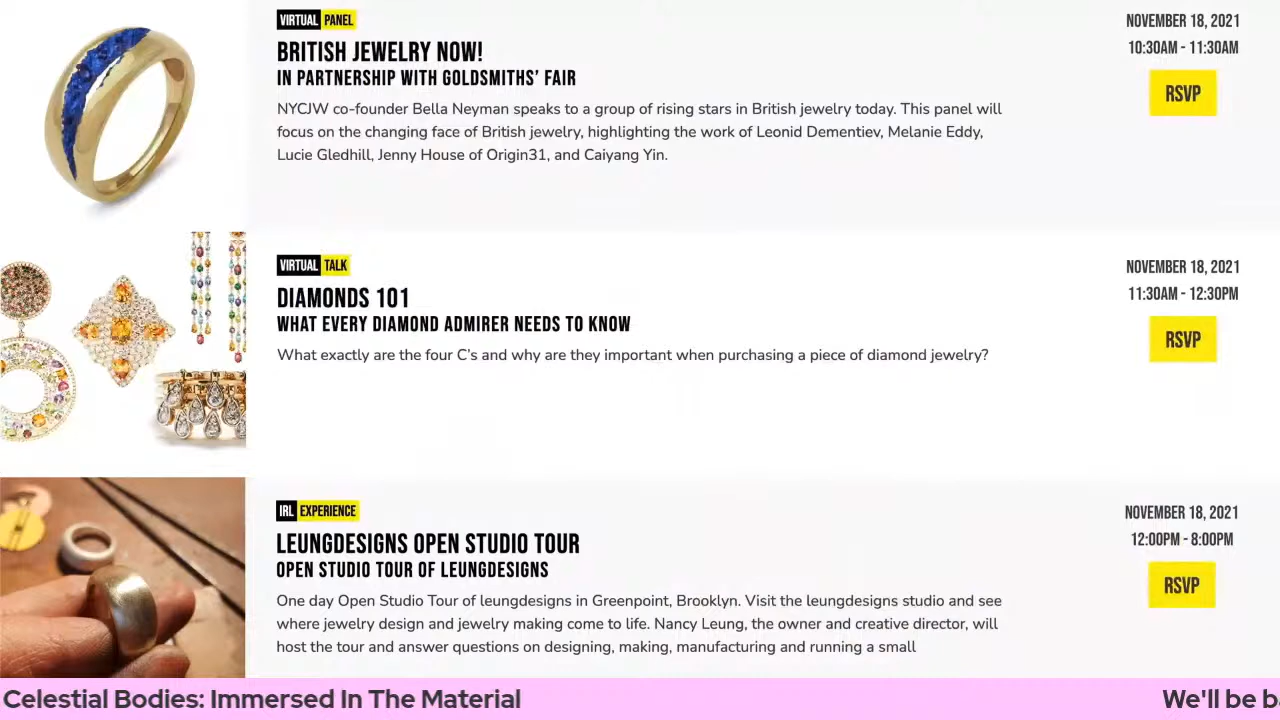 VIRTUAL PANEL
NOVEMBER 18, 2021
BRITISH JEWELRY NOW!
10:30AM - 11:30AM
IN PARTNERSHIP WITH GOLDSMITHS’ FAIR
RSVP
NYCJW co-founder Bella Neyman speaks to a group of rising stars in British jewelry today. This panel will
focus on the changing face of British jewelry, highlighting the work of Leonid Dementiev, Melanie Eddy,
Lucie Gledhill, Jenny House of Origin31, and Caiyang Yin.
VIRTUAL TALK
NOVEMBER 18, 2021
DIAMONDS 101
11:30AM - 12:30PM
WHAT EVERY DIAMOND ADMIRER NEEDS TO KNOW
RSVP
What exactly are the four C’s and why are they important when purchasing a piece of diamond jewelry?
IRL EXPERIENCE
NOVEMBER 18, 2021
LEUNGDESIGNS OPEN STUDIO TOUR
12:00PM - 8:00PM
OPEN STUDIO TOUR OF LEUNGDESIGNS
RSVP
One day Open Studio Tour of leungdesigns in Greenpoint, Brooklyn. Visit the leungdesigns studio and see
where jewelry design and jewelry making come to life. Nancy Leung, the owner and creative director, will
host the tour and answer questions on designing, making, manufacturing and running a small
Celestial Bodies: Immersed In The Material
We'll be